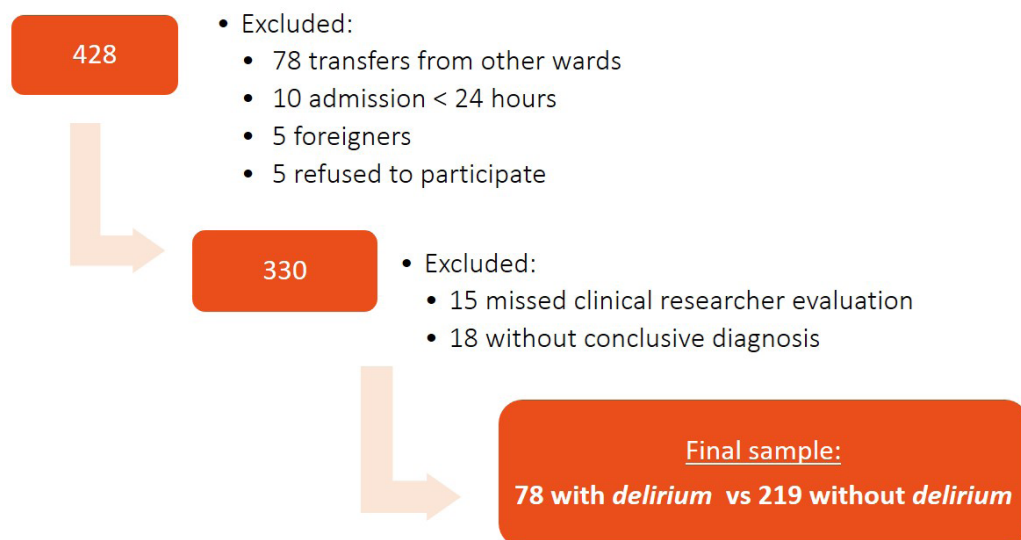 428
• Excluded:
• 78 transfers from other wards
• 10 admission < 24 hours
• 5 foreigners
• 5 refused to participate
330
• Excluded:
• 15 missed clinical researcher evaluation
• 18 without conclusive diagnosis
Final sample:
78 with delirium vs 219 without delirium